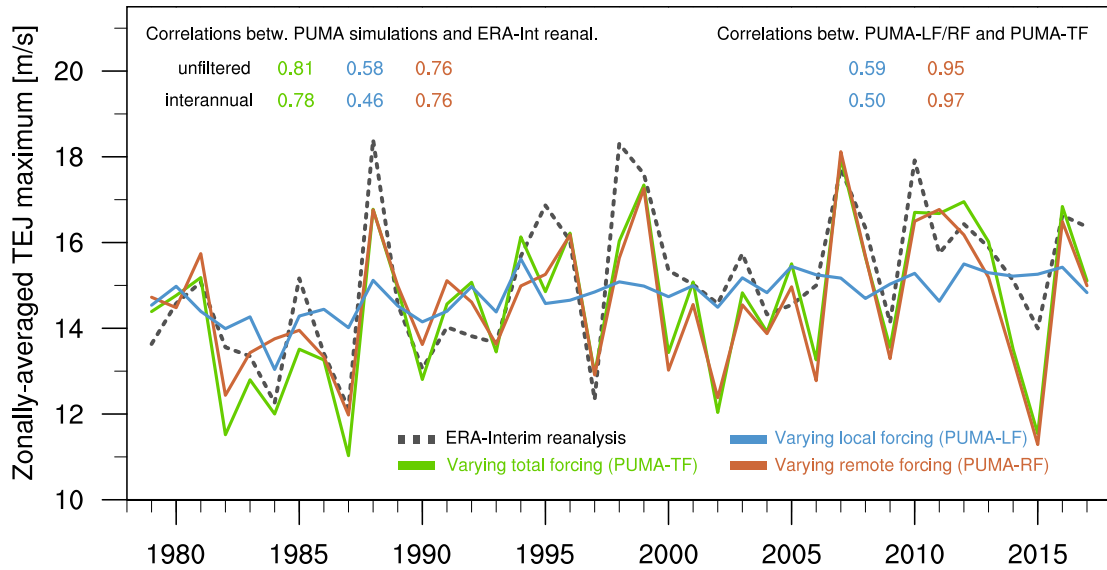 Correlations betw. PUMA simulations and ERA-Int reanal.
unfiltered 0.81 0.58 0.76
interannual 0.78 0.46 0.76
Correlations betw. PUMA-LF/RF and PUMA-TF
0.59 0.95
0.50 0.97
Zonally-averaged TEJ maximum [m/s]
20
18
16
14
12
10
ERA-Interim reanalysis
Varying total forcing (PUMA-TF)
Varying local forcing (PUMA-LF)
Varying remote forcing (PUMA-RF)
1980 1985 1990 1995 2000 2005 2010 2015